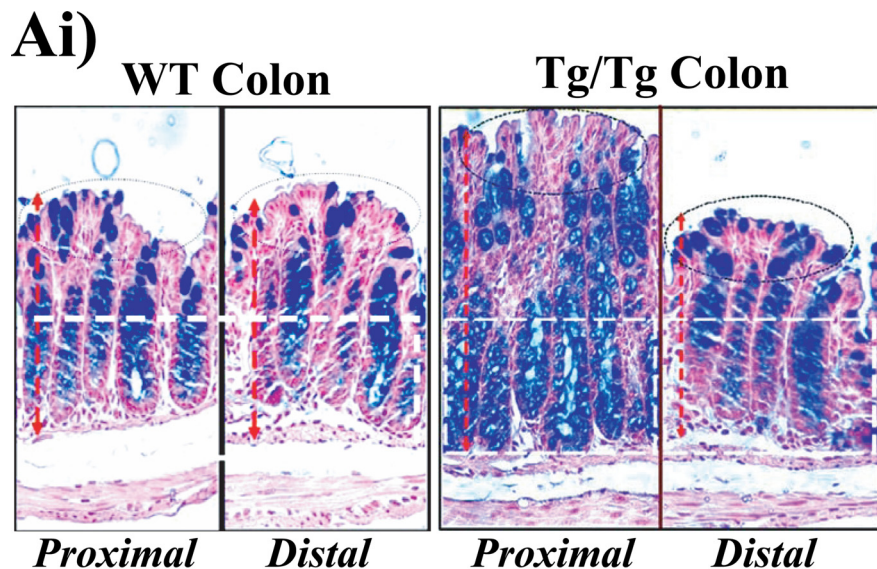 Ai)
WT Colon
Tg/Tg Colon
Proximal
Distal
Proximal
Distal